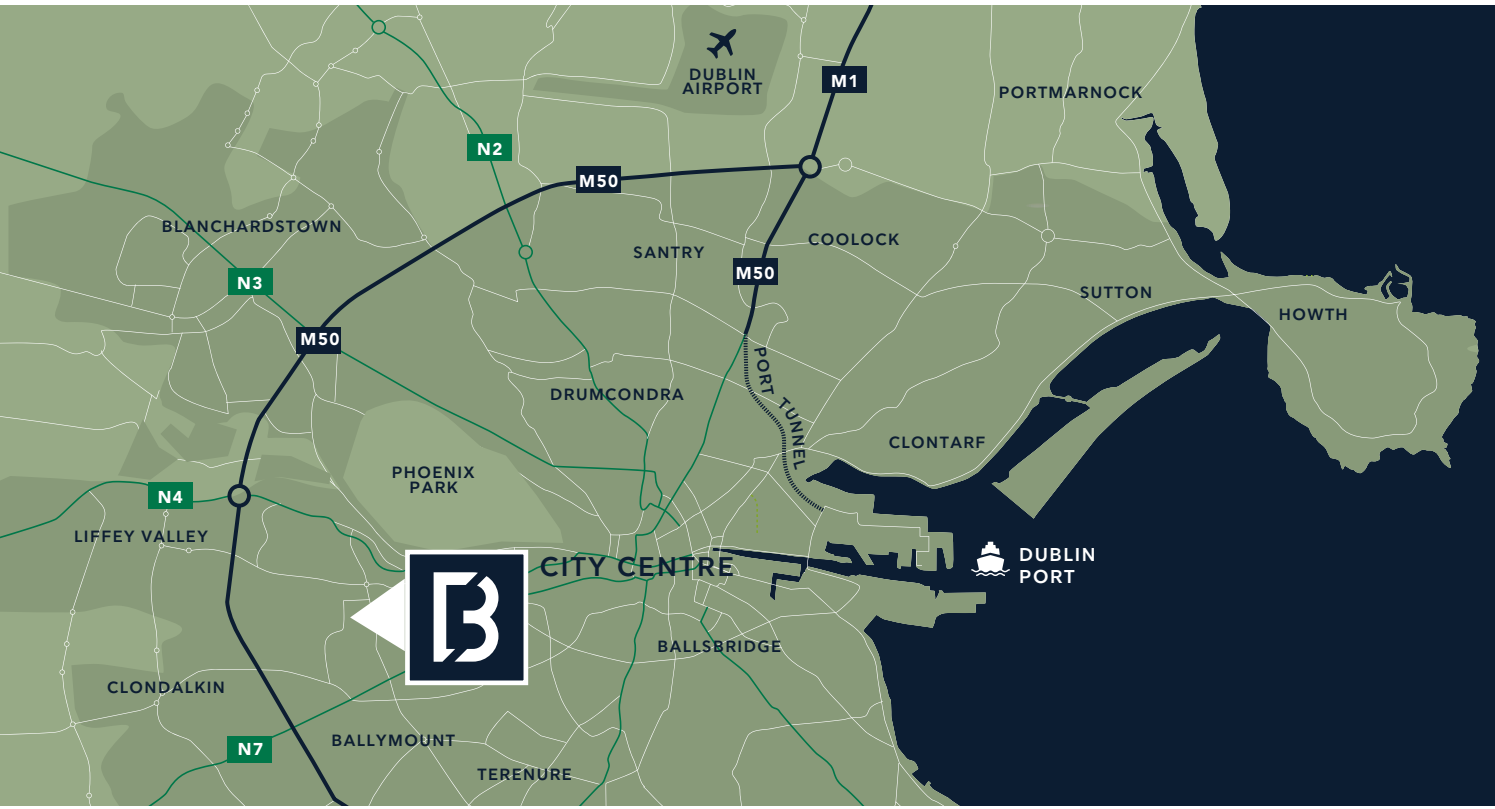 DUBLIN
AIRPORT
M1
PORTMARNOCK
N2
M50
BLANCHARDSTOWN
SANTRY
COOLOCK
M50
N3
SUTTON
HOWTH
M50
PORT TUNNEL
DRUMCONDRA
CLONTARF
PHOENIX
PARK
N4
LIFFEY VALLEY
CITY CENTRE
DUBLIN
PORT
B
BALLSBRIDGE
CLONDALKIN
BALLYMOUNT
N7
TERENURE